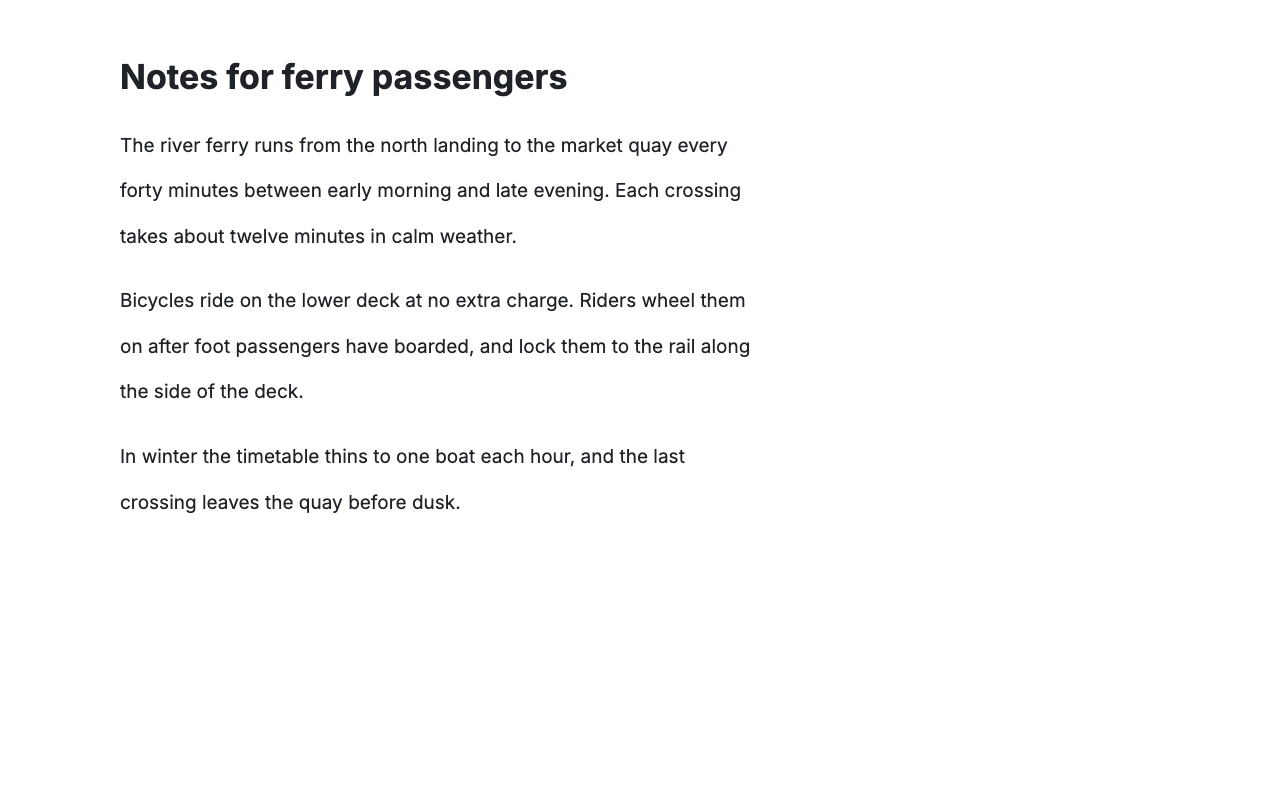 Notes for ferry passengers
The river ferry runs from the north landing to the market quay every
forty minutes between early morning and late evening. Each crossing
takes about twelve minutes in calm weather.
Bicycles ride on the lower deck at no extra charge. Riders wheel them
on after foot passengers have boarded, and lock them to the rail along
the side of the deck.
In winter the timetable thins to one boat each hour, and the last
crossing leaves the quay before dusk.